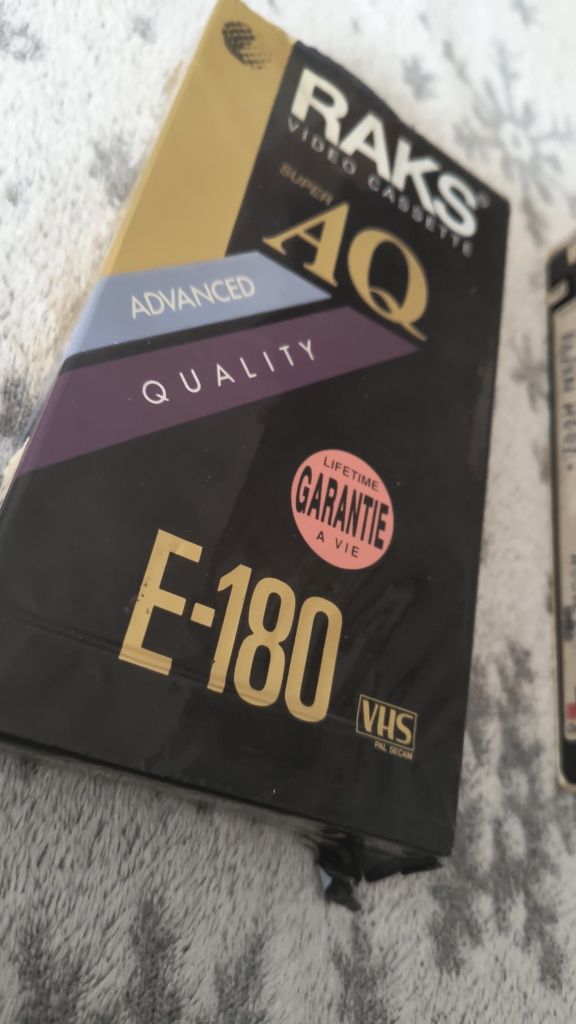 RAKS®
VIDEO CASSETTE
SUPER
AQ
ADVANCED
QUALITY
LIFETIME
GARANTIE
A VIE
E-180
VHS
PAL SECAM